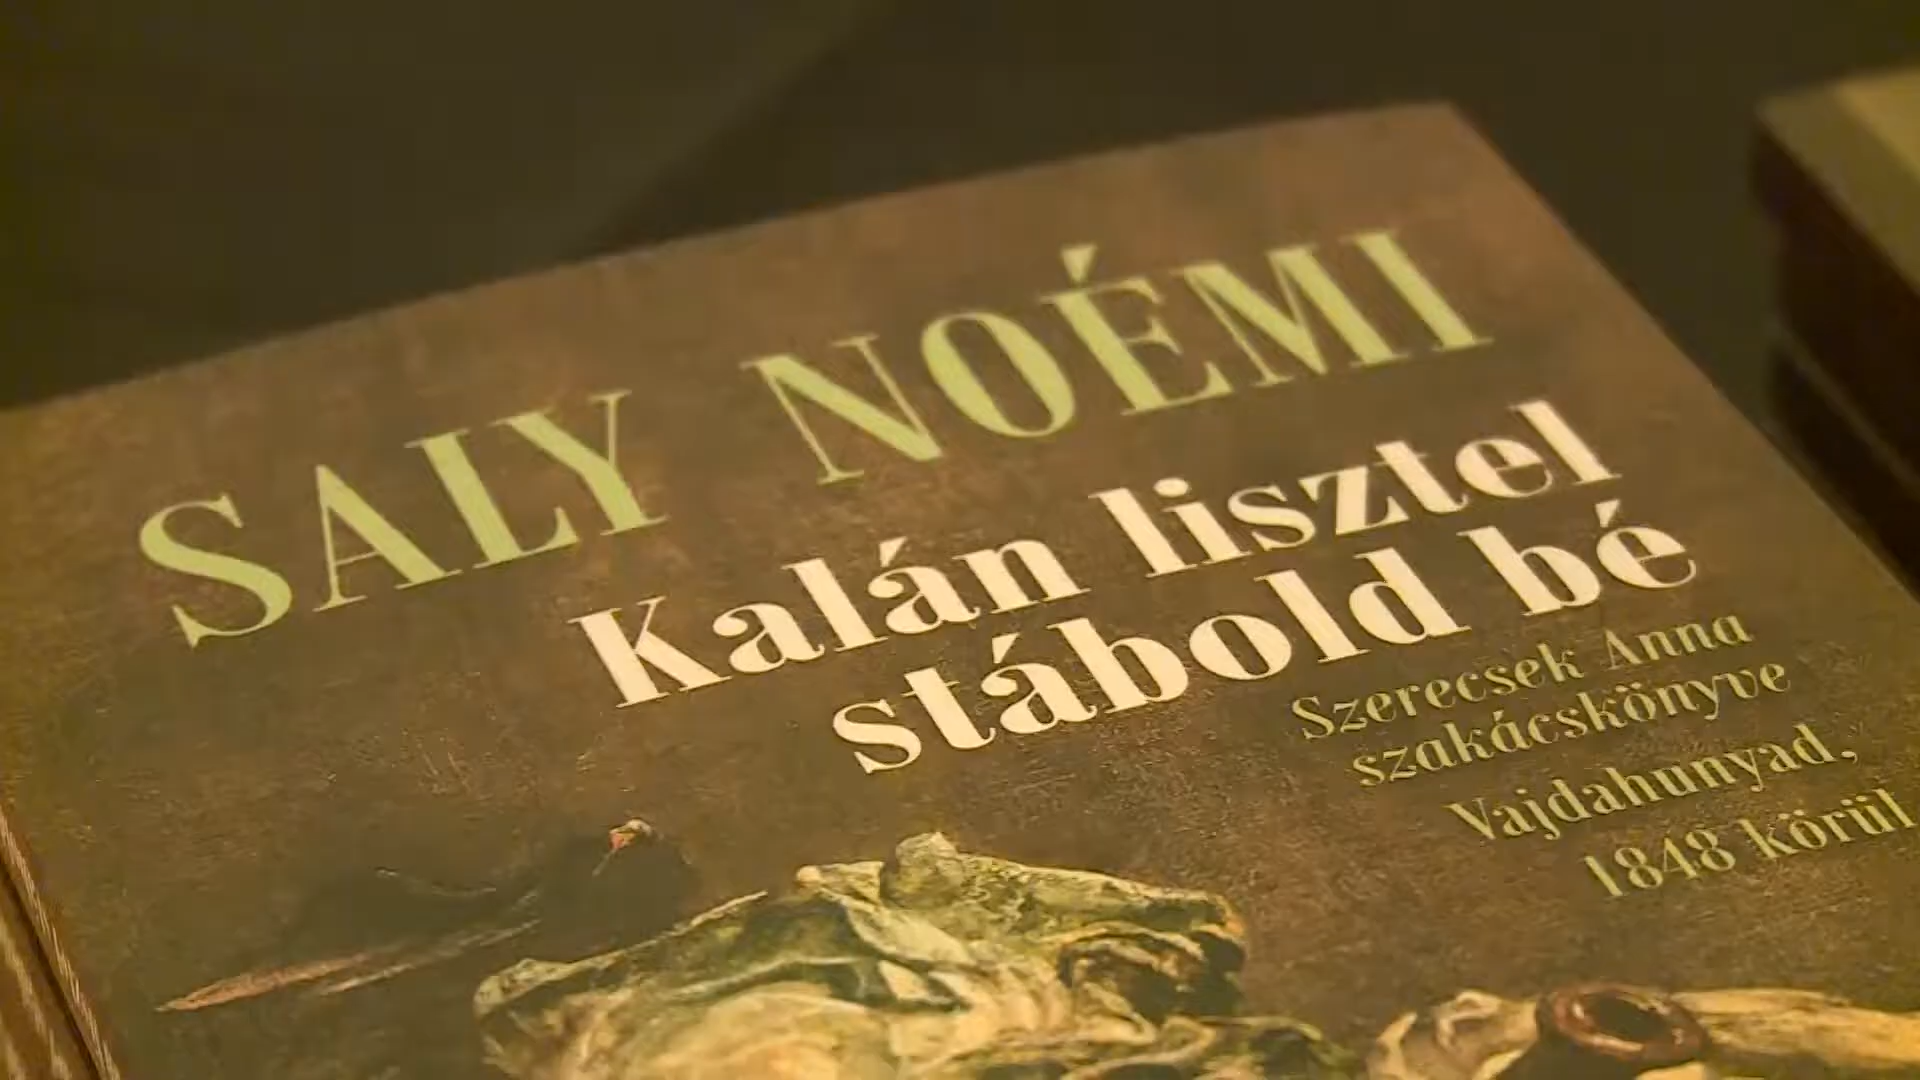 SALY NOÉMI
Kalán lisztel
stábold bé
Szerecsek Anna
szakácskönyve
Vajdahunyad,
1848 körül